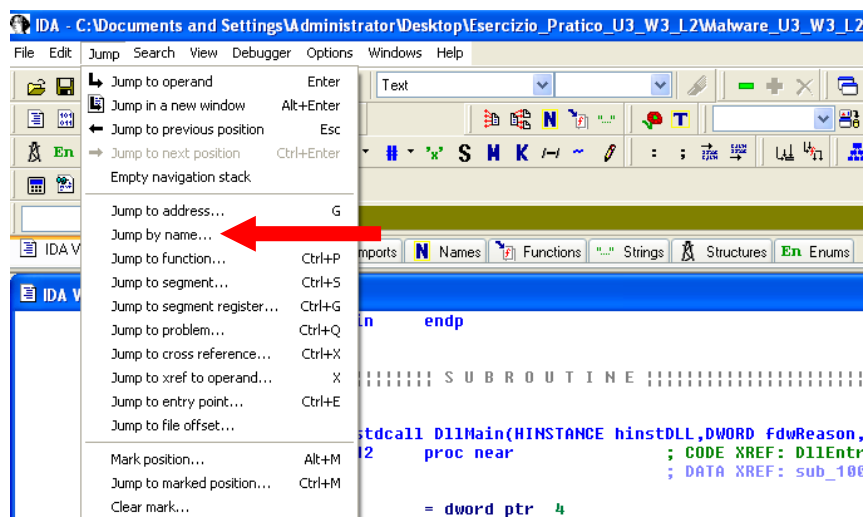 IDA - C:\Documents and Settings\Administrator\Desktop\Esercizio_Pratico_U3_W3_L2\Malware_U3_W3_L2
File Edit Jump Search View Debugger Options Windows Help
Jump to operand Enter
Text
Jump in a new window Alt+Enter
Jump to previous position Esc
N
T
En
Jump to next position Ctrl+Enter
# 'x' S M K ~ : ;
Empty navigation stack
Jump to address... G
Jump by name...
IDA V
mports N Names Functions "..." Strings Structures En Enums
Jump to function... Ctrl+P
Jump to segment... Ctrl+S
IDA V
Jump to segment register... Ctrl+G
in endp
Jump to problem... Ctrl+Q
Jump to cross reference... Ctrl+X
Jump to xref to operand... X
S U B R O U T I N E
Jump to entry point... Ctrl+E
Jump to file offset...
stdcall DllMain(HINSTANCE hinstDLL,DWORD fdwReason,
12 proc near ; CODE XREF: DllEntr
Mark position... Alt+M
; DATA XREF: sub_100
Jump to marked position... Ctrl+M
Clear mark...
= dword ptr 4